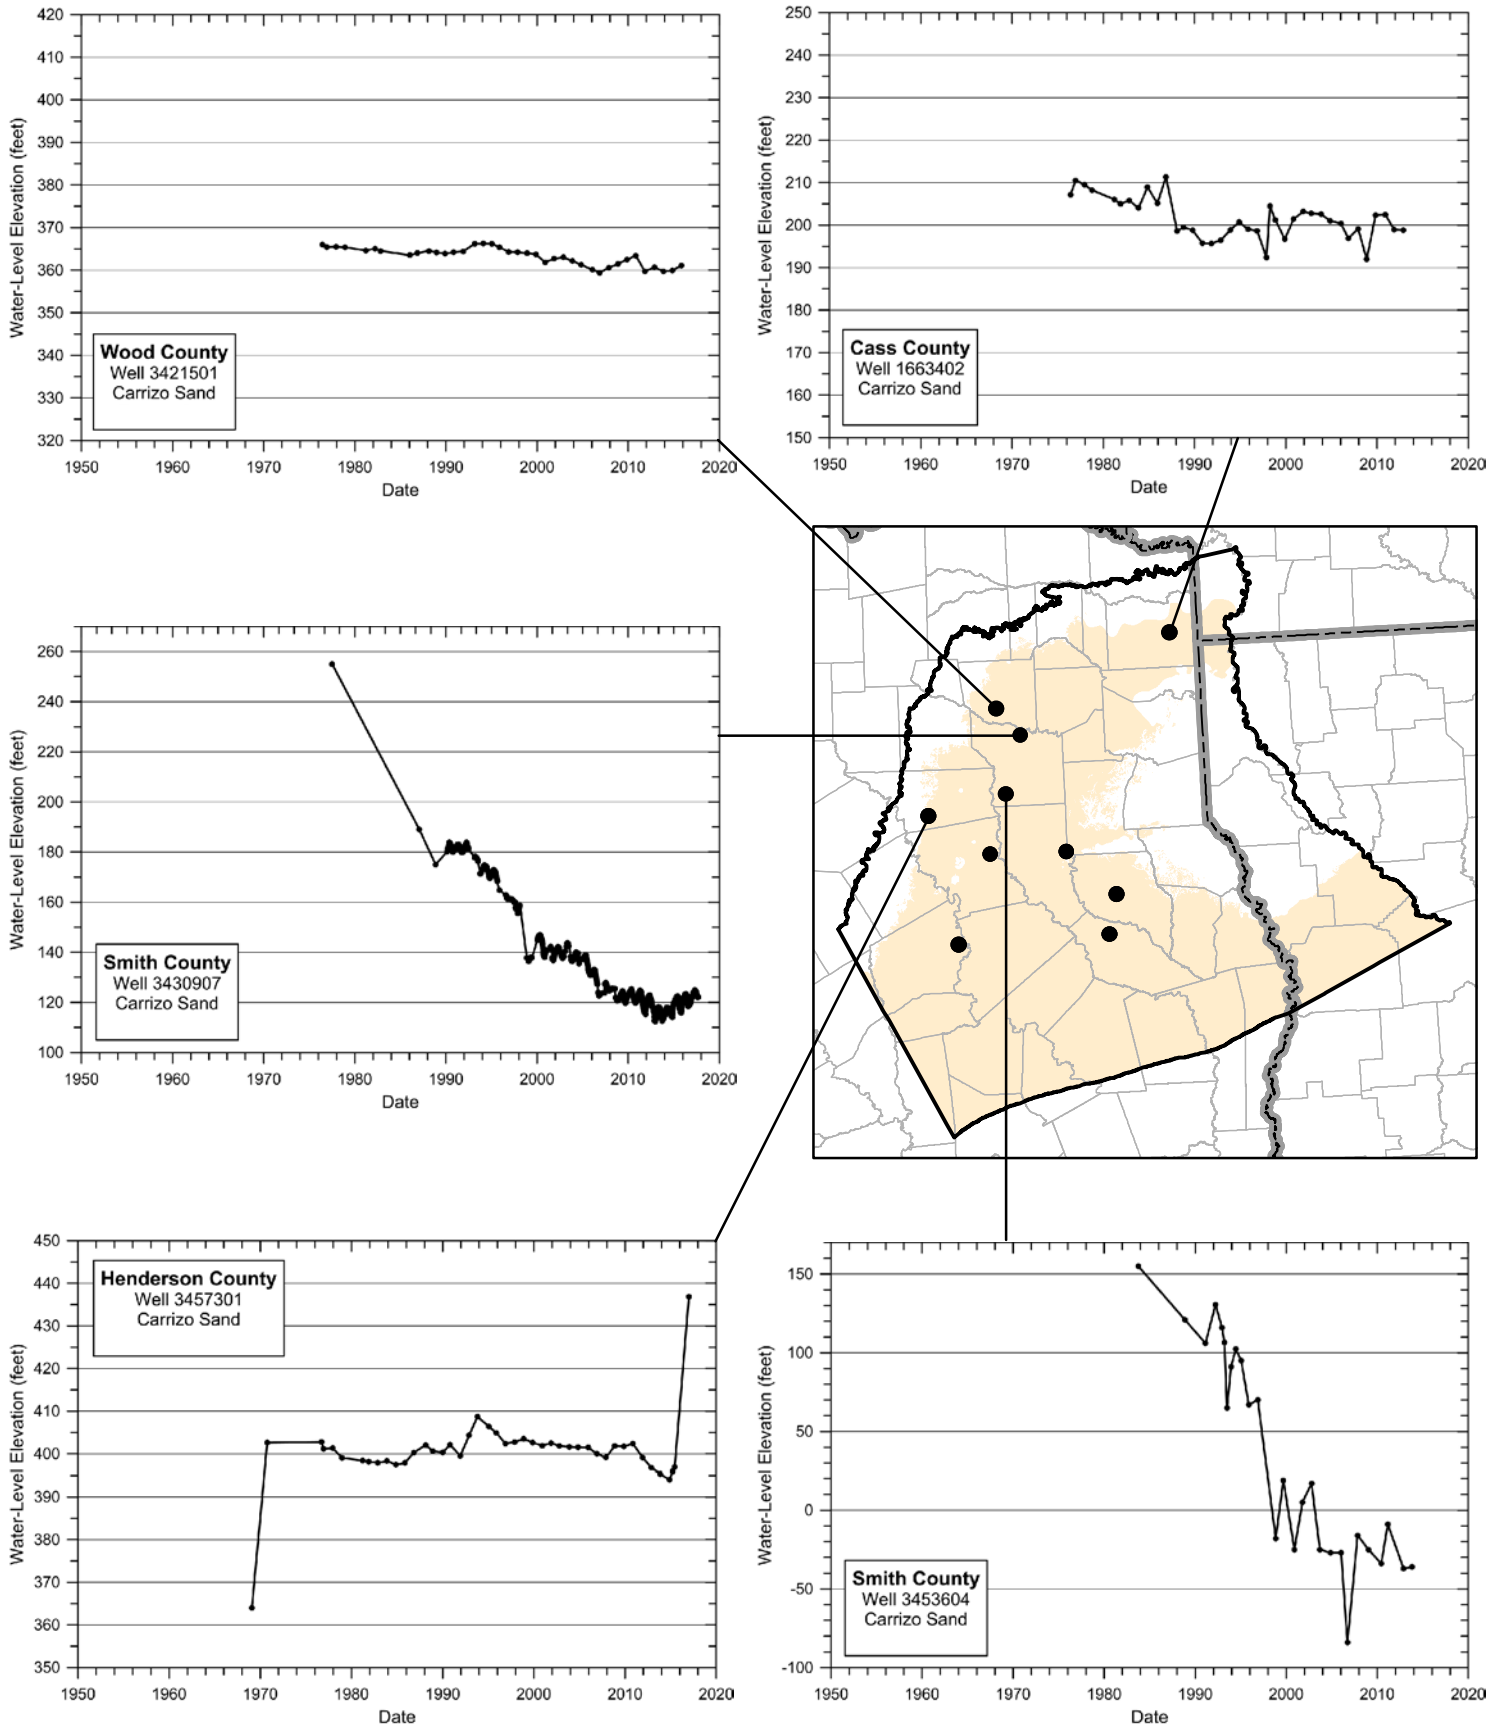 420
410
400
390
380
370
360
350
340
330
320
Water-Level Elevation (feet)
Wood County
Well 3421501
Carrizo Sand
1950 1960 1970 1980 1990 2000 2010 2020
Date
250
240
230
220
210
200
190
180
170
160
150
Water-Level Elevation (feet)
Cass County
Well 1663402
Carrizo Sand
1950 1960 1970 1980 1990 2000 2010 2020
Date
260
240
220
200
180
160
140
120
100
Water-Level Elevation (feet)
Smith County
Well 3430907
Carrizo Sand
1950 1960 1970 1980 1990 2000 2010 2020
Date
450
440
430
420
410
400
390
380
370
360
350
Water-Level Elevation (feet)
Henderson County
Well 3457301
Carrizo Sand
1950 1960 1970 1980 1990 2000 2010 2020
Date
150
100
50
0
-50
-100
Water-Level Elevation (feet)
Smith County
Well 3453604
Carrizo Sand
1950 1960 1970 1980 1990 2000 2010 2020
Date